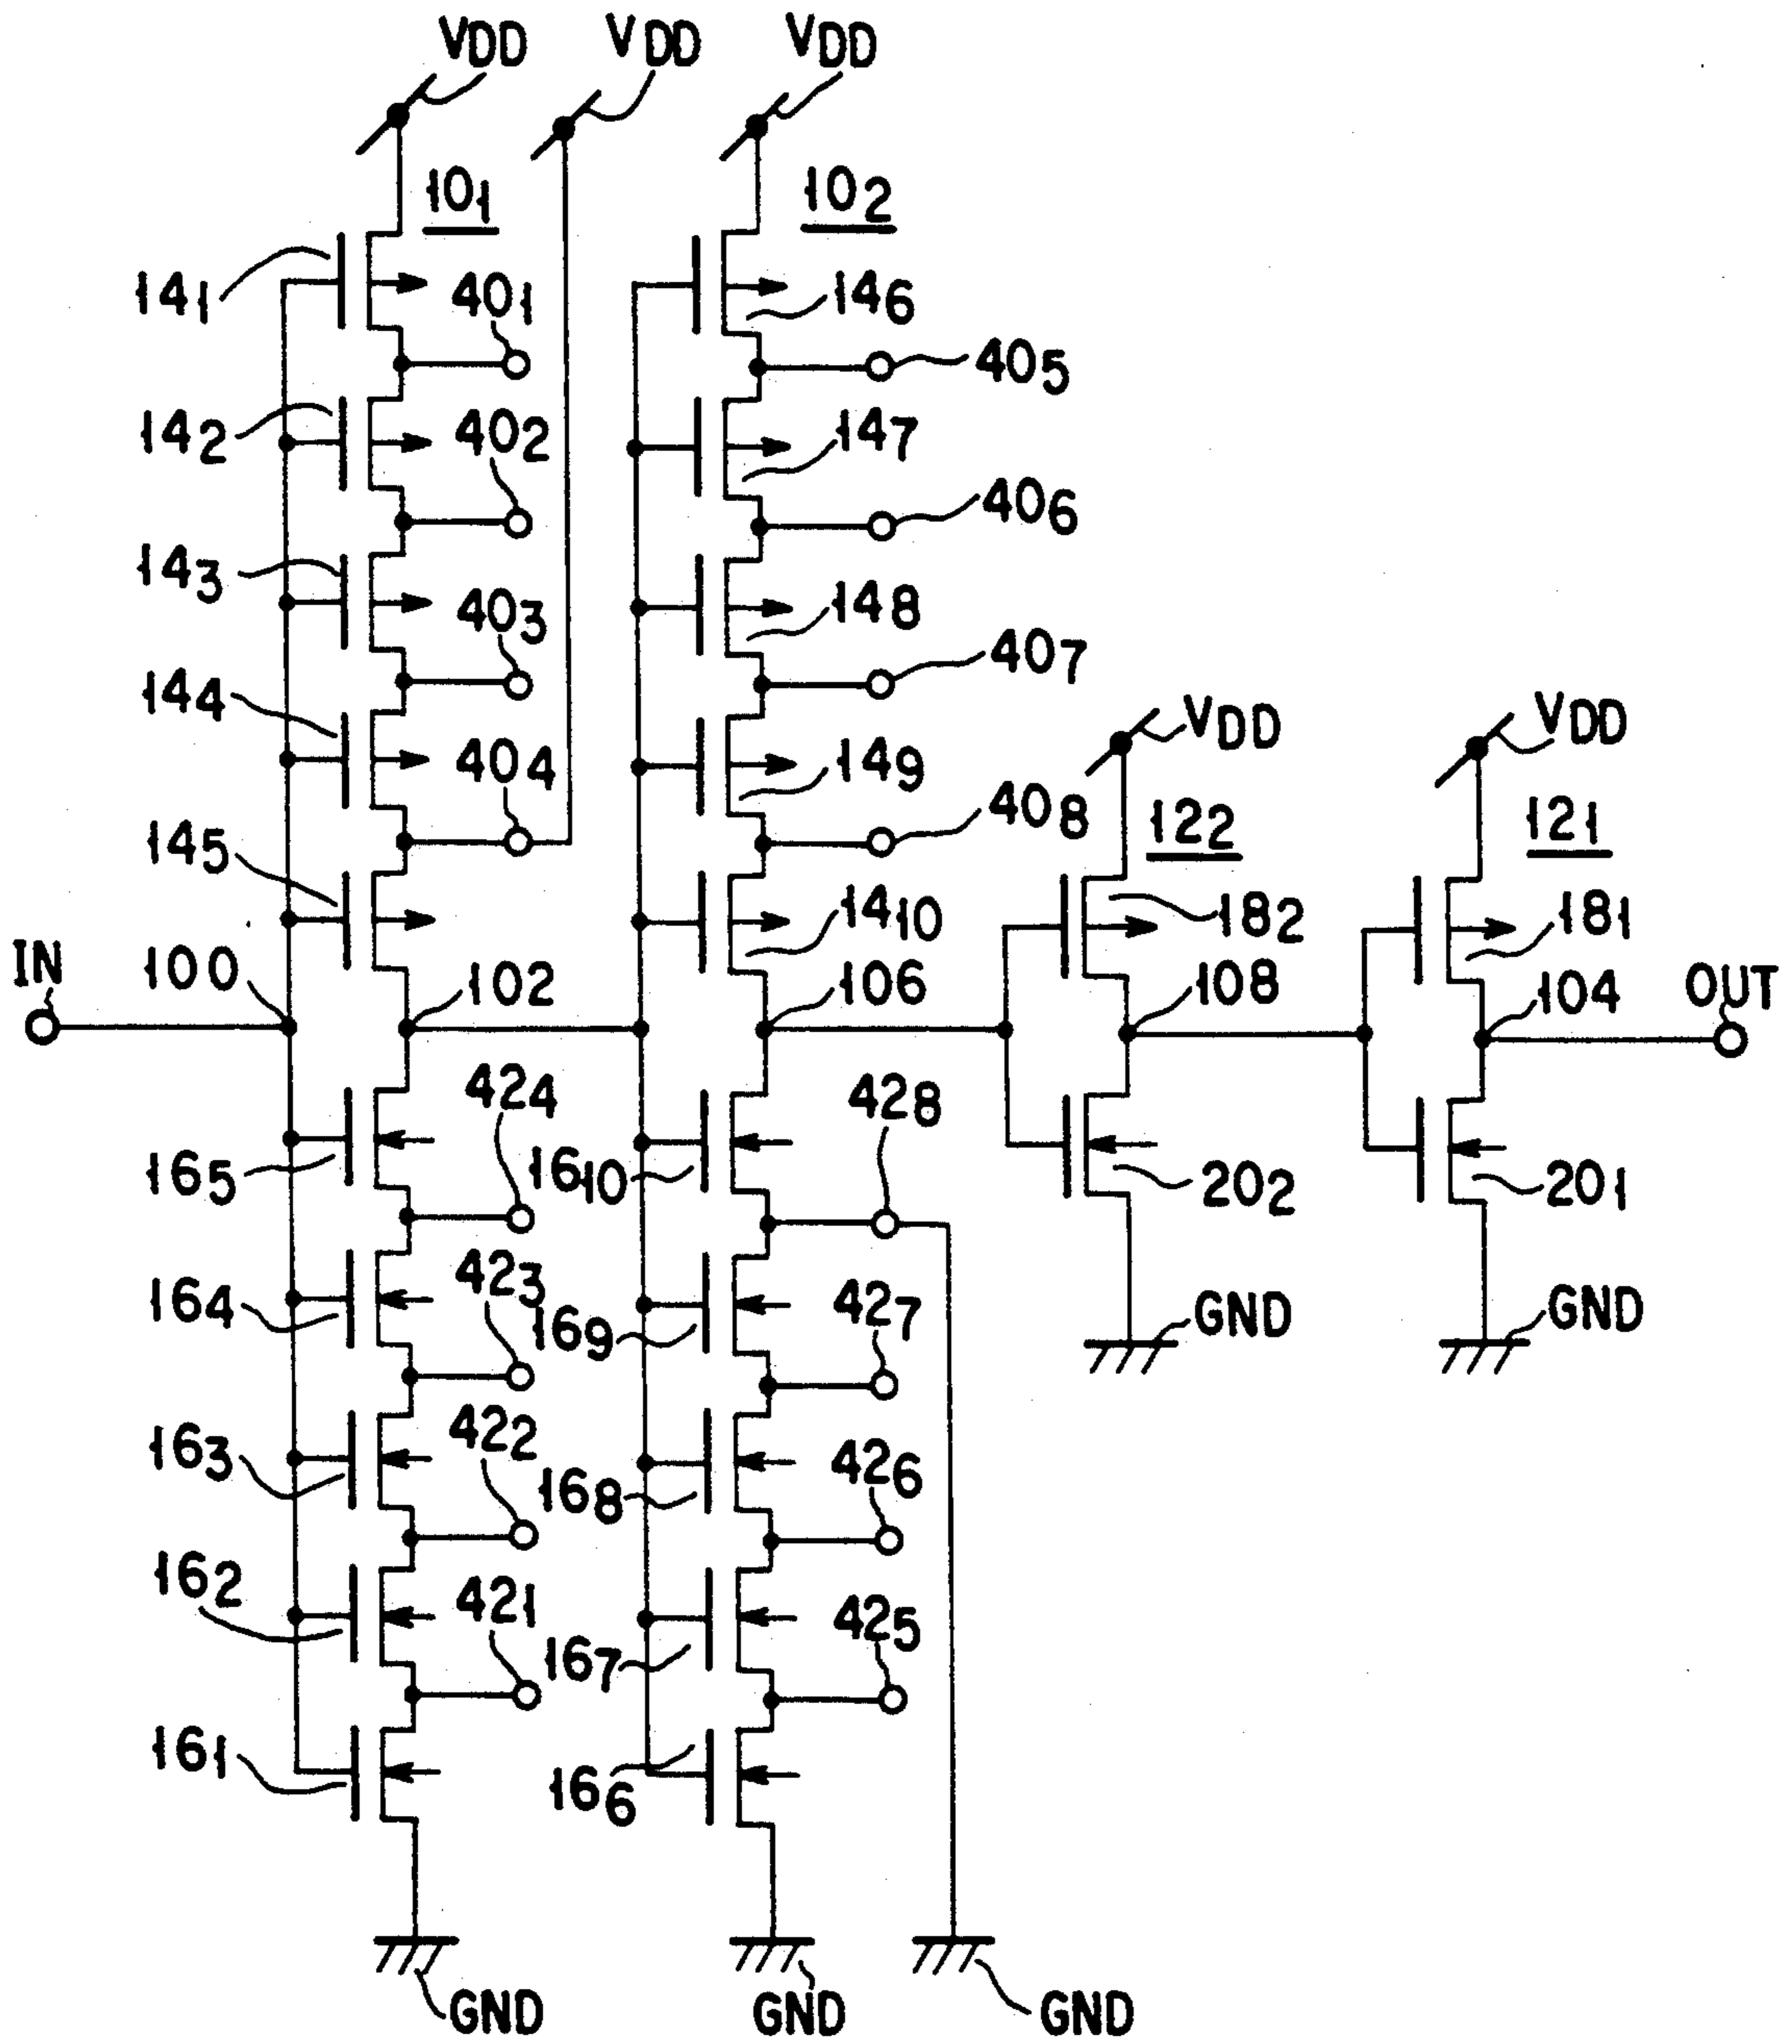 VDD VDD VDD
101 102
141 401 146
405
142 402 147
406
143 403 148
407
144 404 149
VDD VDD
408
145 122 121
1410 182 181
IN 100 102 106 108 104 OUT
424 428
165 1610 202 201
164 423 169 427 GND GND
163 422 168 426
162 421 167 425
161 166
GND GND GND